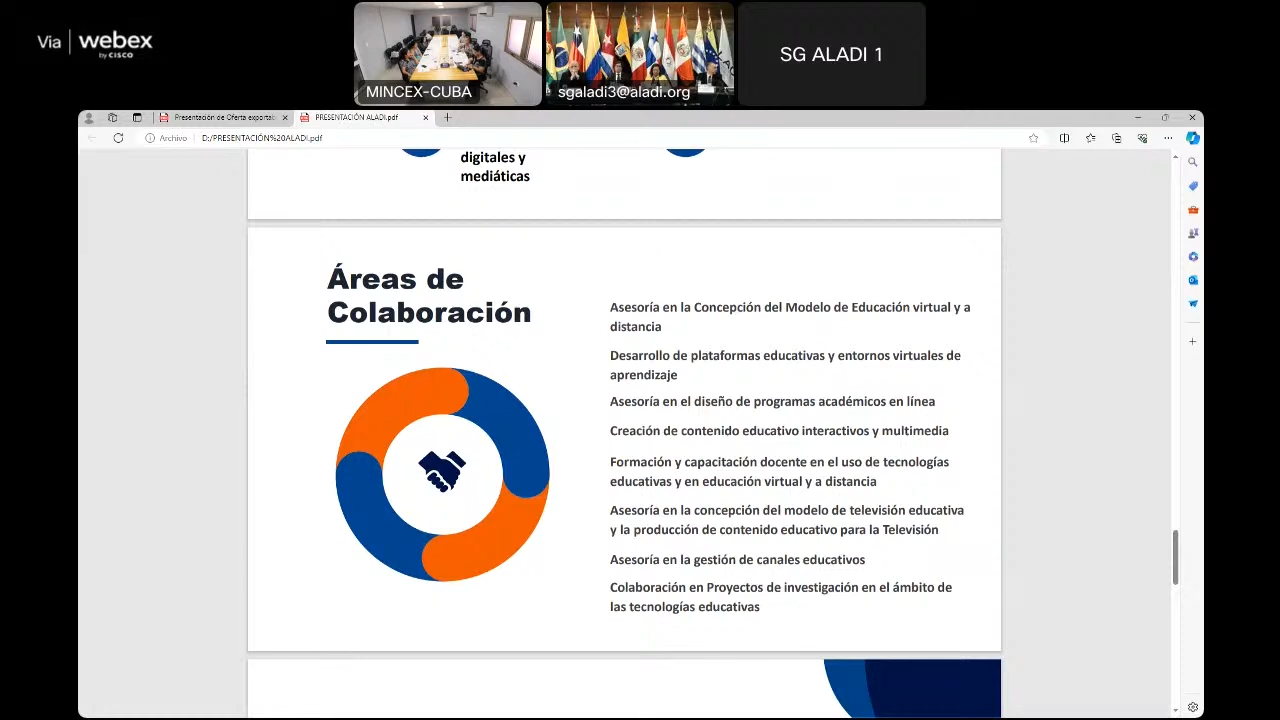 Via webex
by CISCO
MINCEX-CUBA
sgaladi3@aladi.org
SG ALADI 1
Presentación de Oferta exportab
PRESENTACIÓN ALADI.pdf
Archivo D:/PRESENTACIÓN%20ALADI.pdf
digitales y
mediáticas
Áreas de
Colaboración
Asesoría en la Concepción del Modelo de Educación virtual y a
distancia
Desarrollo de plataformas educativas y entornos virtuales de
aprendizaje
Asesoría en el diseño de programas académicos en línea
Creación de contenido educativo interactivos y multimedia
Formación y capacitación docente en el uso de tecnologías
educativas y en educación virtual y a distancia
Asesoría en la concepción del modelo de televisión educativa
y la producción de contenido educativo para la Televisión
Asesoría en la gestión de canales educativos
Colaboración en Proyectos de investigación en el ámbito de
las tecnologías educativas